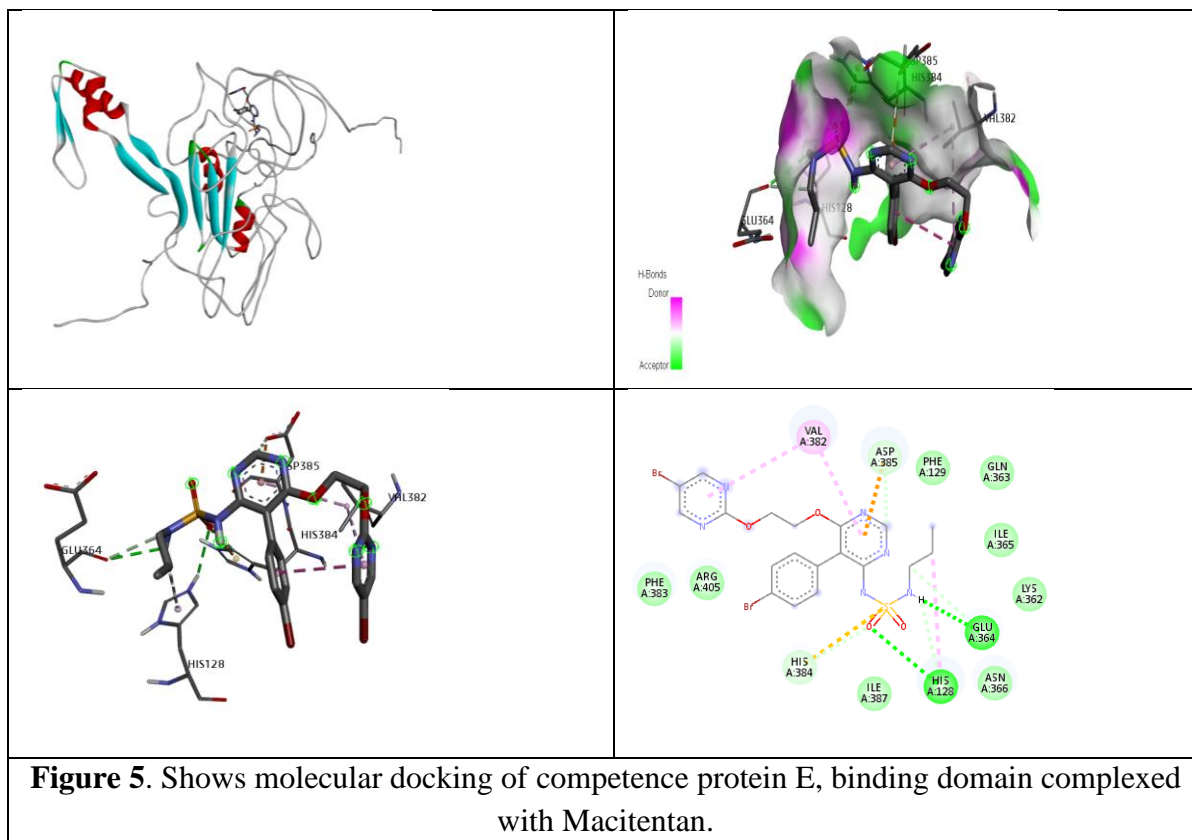 SP385
HIS384
VAL382
GLU364
HIS128
H-Bonds
Donor
Acceptor
SP385
VAL382
HIS384
GLU364
HIS128
VAL
A:382
ASP
A:385
PHE
A:129
GLN
A:363
Br
N
N
O
O
N
N
ILE
A:365
PHE
A:383
ARG
A:405
LYS
A:362
Br
NH
N
H
S
O
O
GLU
A:364
HIS
A:384
ILE
A:387
HIS
A:128
ASN
A:366
Figure 5. Shows molecular docking of competence protein E, binding domain complexed
with Macitentan.